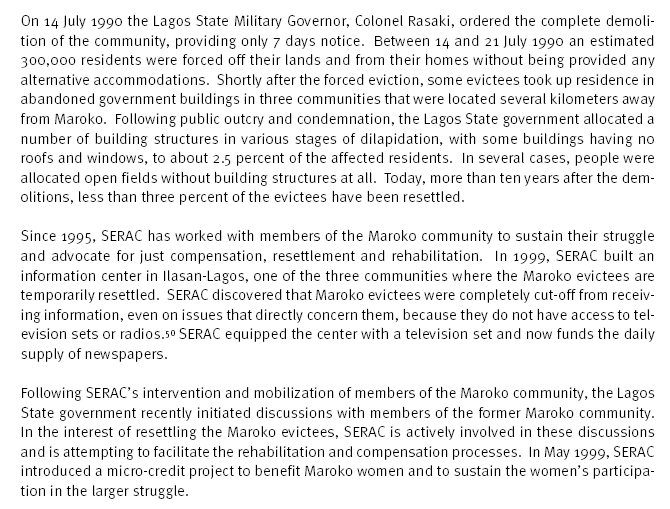 On 14 July 1990 the Lagos State Military Governor, Colonel Rasaki, ordered the complete demoli-
tion of the community, providing only 7 days notice.  Between 14 and 21 July 1990 an estimated
300,000 residents were forced off their lands and from their homes without being provided any
alternative accommodations.  Shortly after the forced eviction, some evictees took up residence in
abandoned government buildings in three communities that were located several kilometers away
from Maroko.  Following public outcry and condemnation, the Lagos State government allocated a
number of building structures in various stages of dilapidation, with some buildings having no
roofs and windows, to about 2.5 percent of the affected residents.  In several cases, people were
allocated open fields without building structures at all.  Today, more than ten years after the dem-
olitions, less than three percent of the evictees have been resettled.

Since 1995, SERAC has worked with members of the Maroko community to sustain their struggle
and advocate for just compensation, resettlement and rehabilitation.  In 1999, SERAC built an
information center in Ilasan-Lagos, one of the three communities where the Maroko evictees are
temporarily resettled.  SERAC discovered that Maroko evictees were completely cut-off from receiv-
ing information, even on issues that directly concern them, because they do not have access to tel-
evision sets or radios.50 SERAC equipped the center with a television set and now funds the daily
supply of newspapers.

Following SERAC's intervention and mobilization of members of the Maroko community, the Lagos
State government recently initiated discussions with members of the former Maroko community.
In the interest of resettling the Maroko evictees, SERAC is actively involved in these discussions
and is attempting to facilitate the rehabilitation and compensation processes.  In May 1999, SERAC
introduced a micro-credit project to benefit Maroko women and to sustain the women's participa-
tion in the larger struggle.